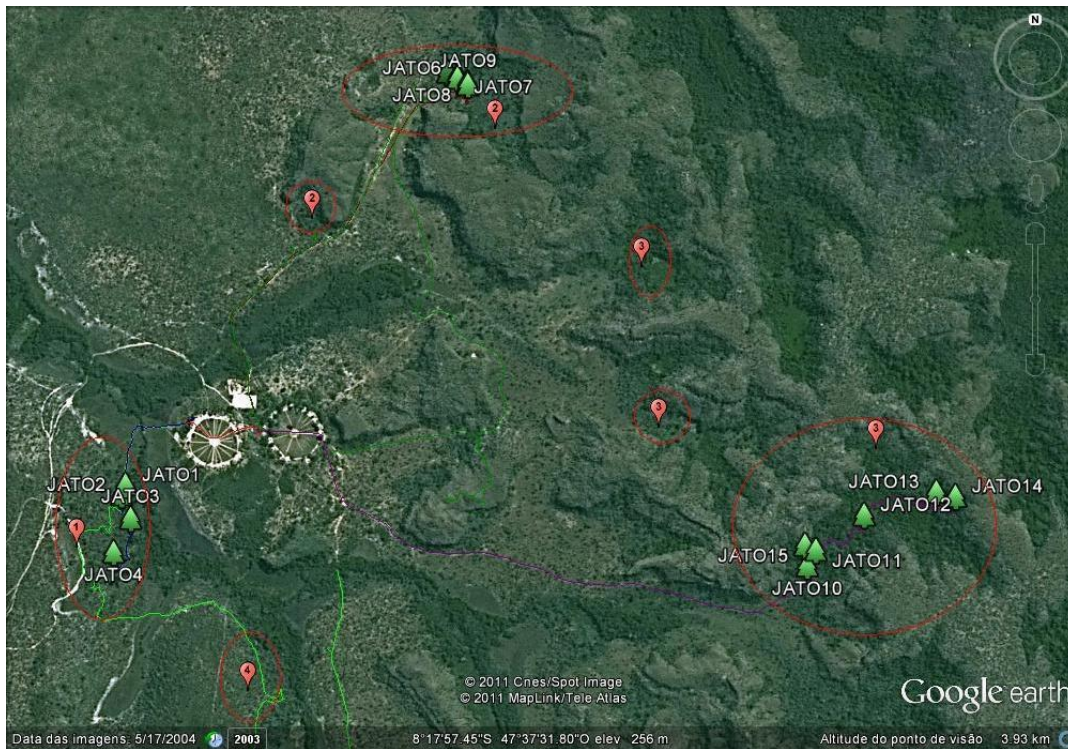 N
JATO9
JATO6
JATO7
JATO8
2
2
3
3
3
JATO1
JATO2
JATO3
JATO13
JATO14
JATO12
1
JATO15
JATO11
JATO4
JATO10
4
© 2011 Cnes/Spot Image
© 2011 MapLink/Tele Atlas
Google earth
Data das imagens: 5/17/2004 2003 8°17'57.45"S 47°37'31.80"O elev 256 m Altitude do ponto de visão 3.93 km